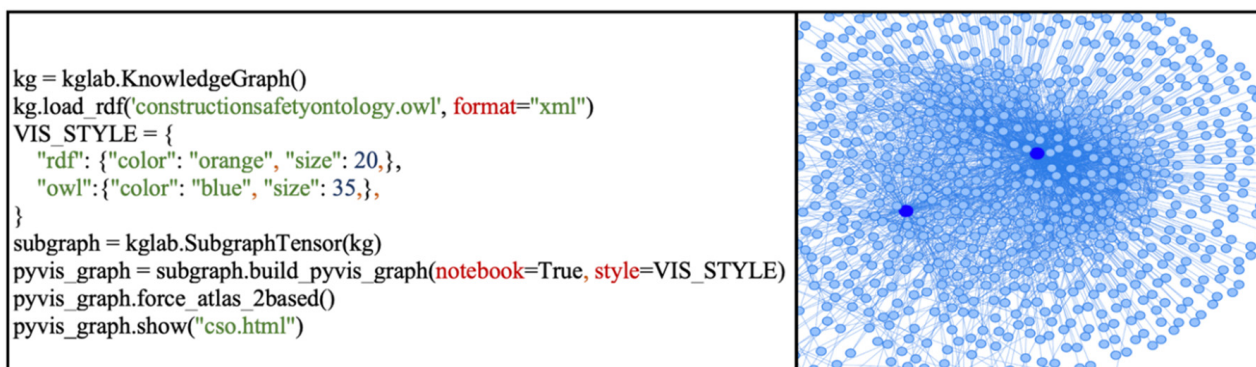 kg = kglab.KnowledgeGraph()
kg.load_rdf('constructionsafetyontology.owl', format="xml")
VIS_STYLE = {
"rdf": {"color": "orange", "size": 20,},
"owl":{"color": "blue", "size": 35,},
}
subgraph = kglab.SubgraphTensor(kg)
pyvis_graph = subgraph.build_pyvis_graph(notebook=True, style=VIS_STYLE)
pyvis_graph.force_atlas_2based()
pyvis_graph.show("cso.html")